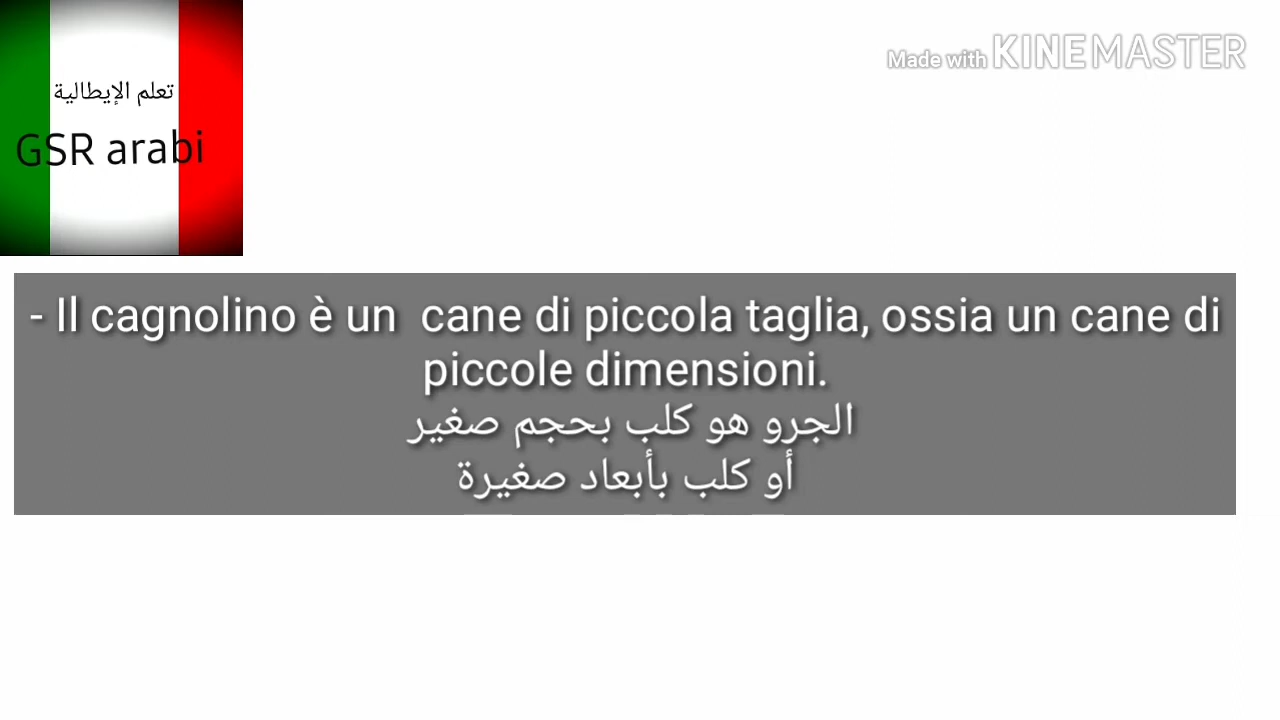 تعلم الإيطالية
GSR arabi
Made with KINEMASTER
- Il cagnolino è un  cane di piccola taglia, ossia un cane di
piccole dimensioni.
الجرو هو كلب بحجم صغير
أو كلب بأبعاد صغيرة